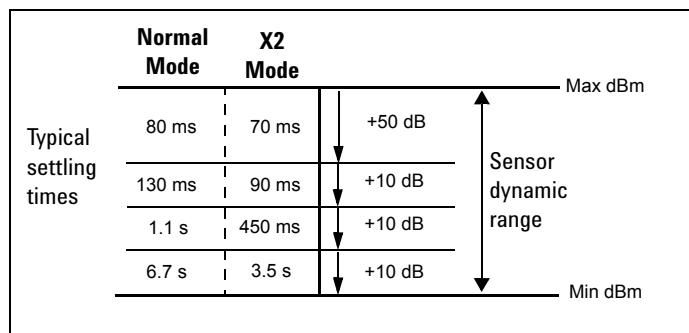 Normal Mode
X2 Mode
Max dBm
Typical settling times
80 ms
70 ms
+50 dB
130 ms
90 ms
+10 dB
Sensor dynamic range
1.1 s
450 ms
+10 dB
6.7 s
3.5 s
+10 dB
Min dBm